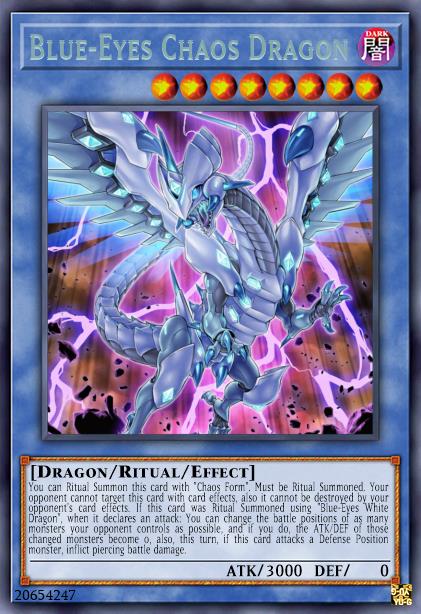 BLUE-EYES CHAOS DRAGON
DARK
闇
[DRAGON/RITUAL/EFFECT]
You can Ritual Summon this card with "Chaos Form". Must be Ritual Summoned. Your
opponent cannot target this card with card effects, also it cannot be destroyed by your
opponent's card effects. If this card was Ritual Summoned using "Blue-Eyes White
Dragon", when it declares an attack: You can change the battle positions of as many
monsters your opponent controls as possible, and if you do, the ATK/DEF of those
changed monsters become 0, also, this turn, if this card attacks a Defense Position
monster, inflict piercing battle damage.
ATK/3000 DEF/ 0
20654247